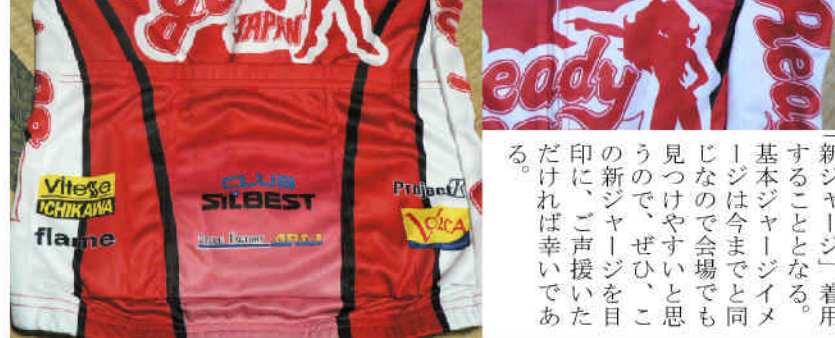 JAPAN
Ready
Rea
Vitesse
ICHIKAWA
flame
CLUB
SYLBEST
Project K
VOLCA
新ジャージ」着用
することとなる。
基本ジャージイメ
ージは今までと同
じなので会場でも
見つけやすいと思
うので、ぜひ、こ
の新ジャージを目
印に、ご声援いた
だければ幸いであ
る。